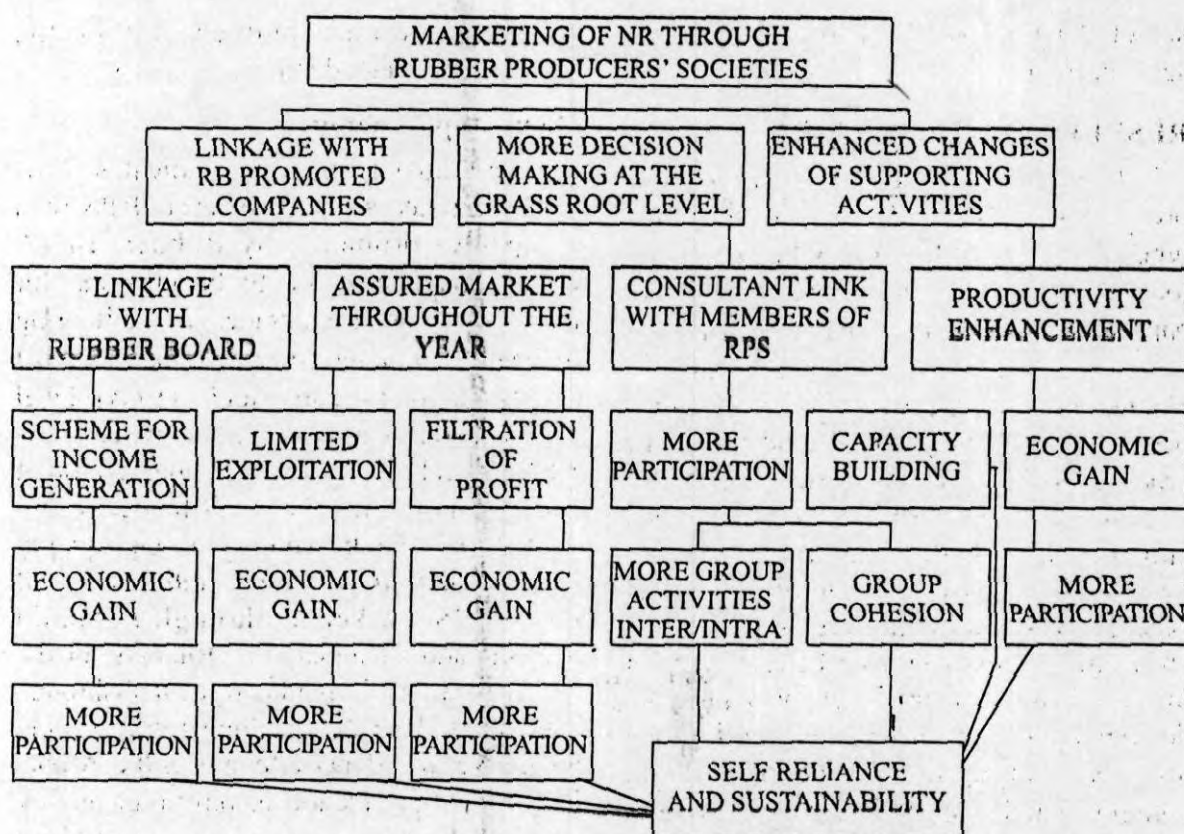 MARKETING OF NR THROUGH
RUBBER PRODUCERS' SOCIETIES
LINKAGE WITH
RB PROMOTED
COMPANIES
MORE DECISION
MAKING AT THE
GRASS ROOT LEVEL
ENHANCED CHANGES
OF SUPPORTING
ACTIVITIES
LINKAGE
WITH
RUBBER BOARD
ASSURED MARKET
THROUGHOUT THE
YEAR
CONSULTANT LINK
WITH MEMBERS OF
RPS
PRODUCTIVITY
ENHANCEMENT
SCHEME FOR
INCOME
GENERATION
LIMITED
EXPLOITATION
FILTRATION
OF
PROFIT
MORE
PARTICIPATION
CAPACITY
BUILDING
ECONOMIC
GAIN
ECONOMIC
GAIN
ECONOMIC
GAIN
ECONOMIC
GAIN
MORE GROUP
ACTIVITIES
INTER/INTRA
GROUP
COHESION
MORE
PARTICIPATION
MORE
PARTICIPATION
MORE
PARTICIPATION
MORE
PARTICIPATION
SELF RELIANCE
AND SUSTAINABILITY